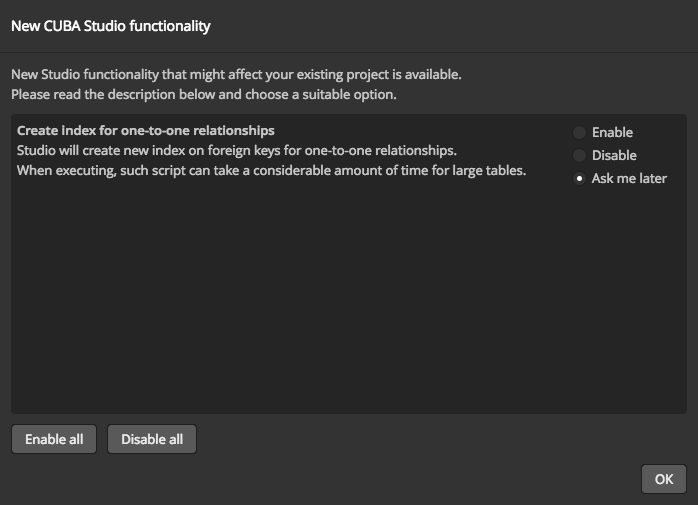 New CUBA Studio functionality
New Studio functionality that might affect your existing project is available.
Please read the description below and choose a suitable option.
Create index for one-to-one relationships
Studio will create new index on foreign keys for one-to-one relationships.
When executing, such script can take a considerable amount of time for large tables.
Enable
Disable
Ask me later
Enable all
Disable all
OK